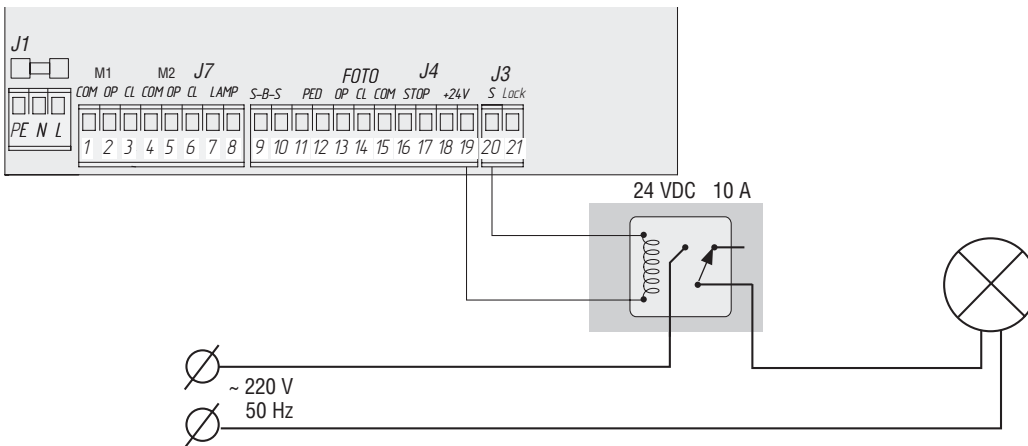 J1
M1 M2 J7 FOTO J4 J3
COM OP CL COM OP CL LAMP S-B-S PED OP CL COM STOP +24V S Lock
PE N L
1 2 3 4 5 6 7 8 9 10 11 12 13 14 15 16 17 18 19 20 21
24 VDC 10 A
~ 220 V
50 Hz